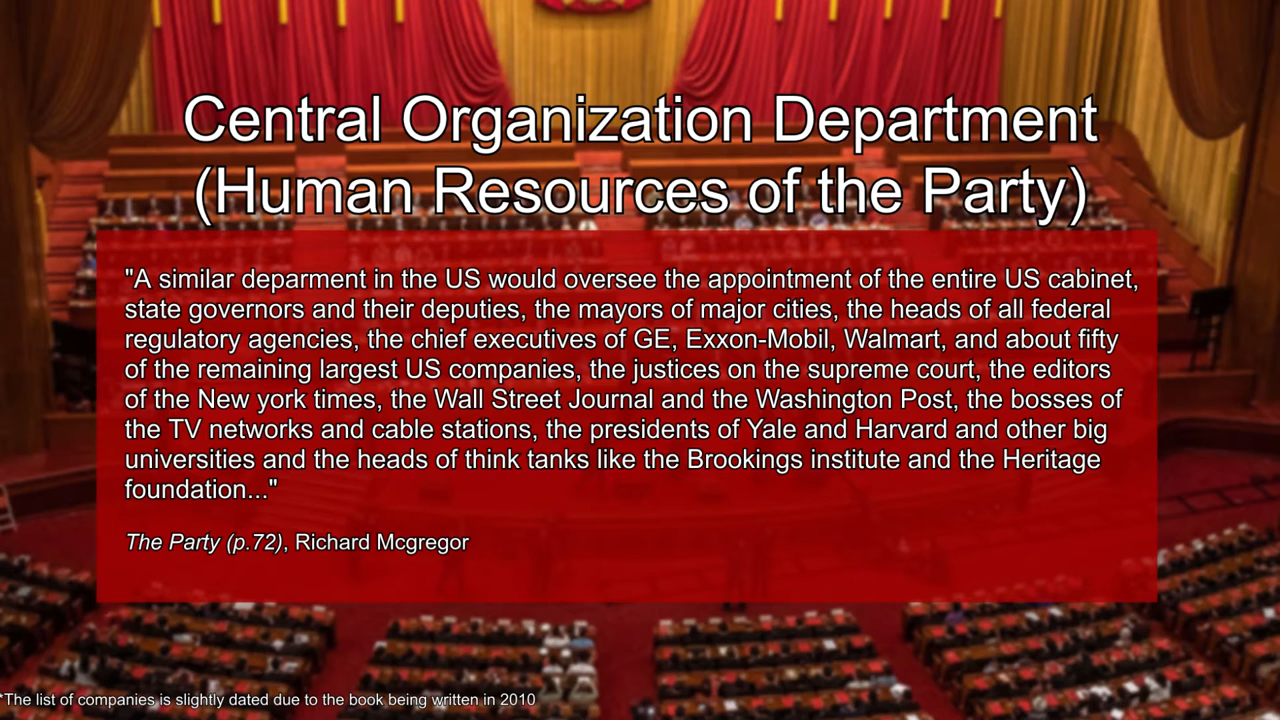 Central Organization Department
(Human Resources of the Party)
"A similar deparment in the US would oversee the appointment of the entire US cabinet,
state governors and their deputies, the mayors of major cities, the heads of all federal
regulatory agencies, the chief executives of GE, Exxon-Mobil, Walmart, and about fifty
of the remaining largest US companies, the justices on the supreme court, the editors
of the New york times, the Wall Street Journal and the Washington Post, the bosses of
the TV networks and cable stations, the presidents of Yale and Harvard and other big
universities and the heads of think tanks like the Brookings institute and the Heritage
foundation..."
The Party (p.72), Richard Mcgregor
*The list of companies is slightly dated due to the book being written in 2010